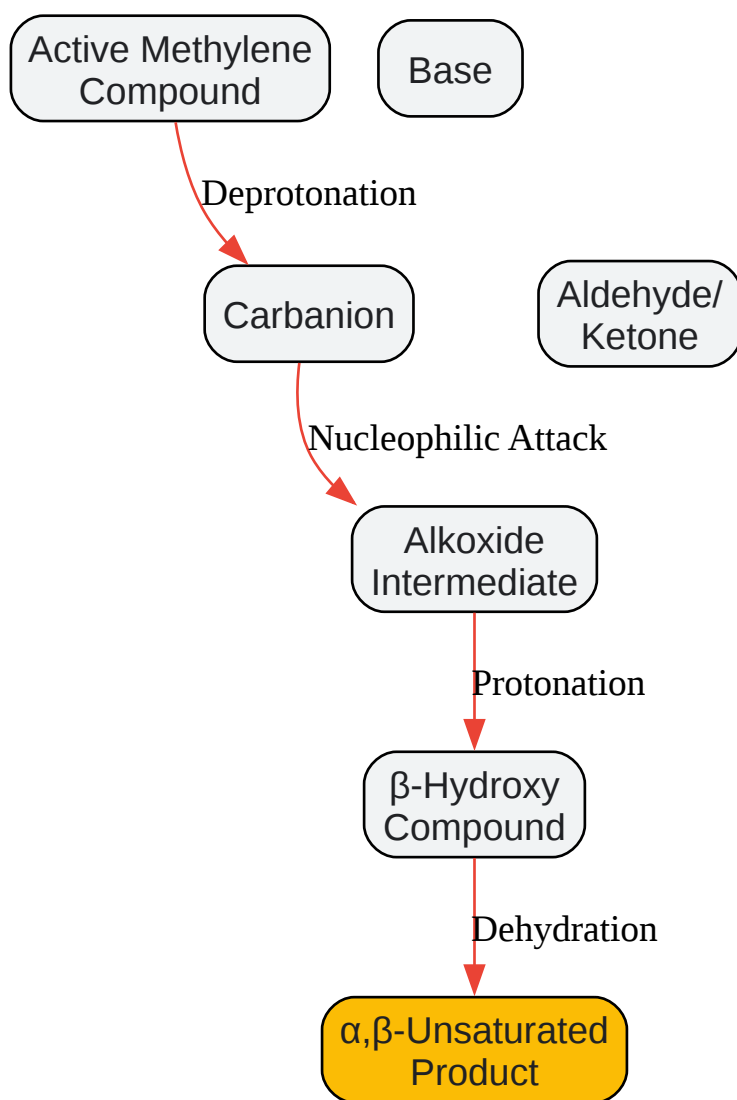 Active Methylene
Compound
Base
Deprotonation
Carbanion
Aldehyde/
Ketone
Nucleophilic Attack
Alkoxide
Intermediate
Protonation
β-Hydroxy
Compound
Dehydration
α,β-Unsaturated
Product